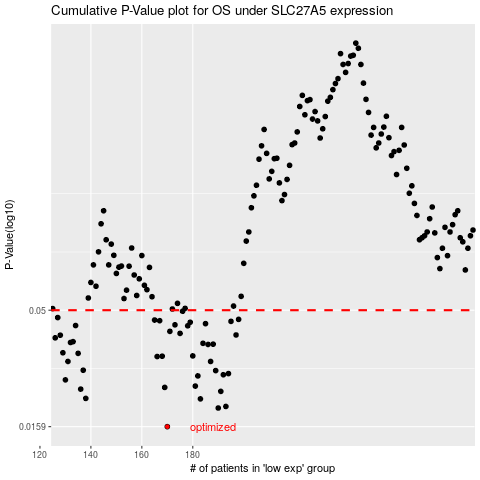 Cumulative P-Value plot for OS under SLC27A5 expression
P-Value(log10)
0.05
0.0159
optimized
120 140 160 180
# of patients in 'low exp' group